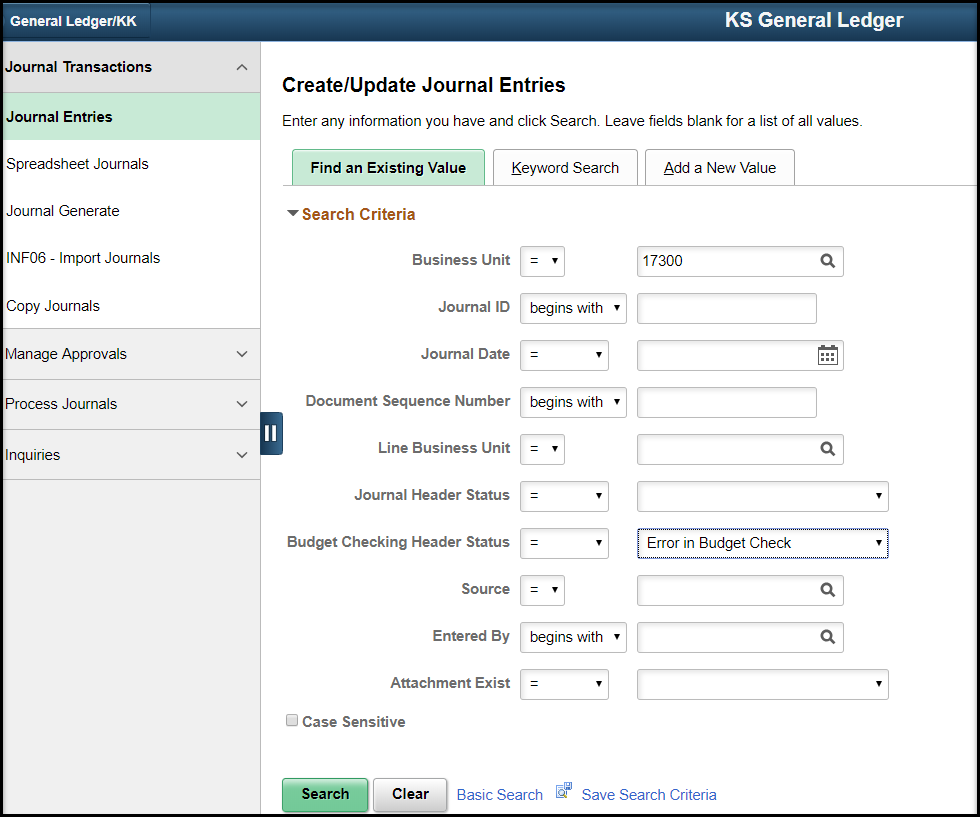 General Ledger/KK
KS General Ledger
Journal Transactions
Journal Entries
Spreadsheet Journals
Journal Generate
INF06 - Import Journals
Copy Journals
Manage Approvals
Process Journals
Inquiries
Create/Update Journal Entries
Enter any information you have and click Search. Leave fields blank for a list of all values.
Find an Existing Value Keyword Search Add a New Value
Search Criteria
Business Unit = 17300
Journal ID begins with
Journal Date =
Document Sequence Number begins with
Line Business Unit =
Journal Header Status =
Budget Checking Header Status = Error in Budget Check
Source =
Entered By begins with
Attachment Exist =
Case Sensitive
Search Clear Basic Search Save Search Criteria